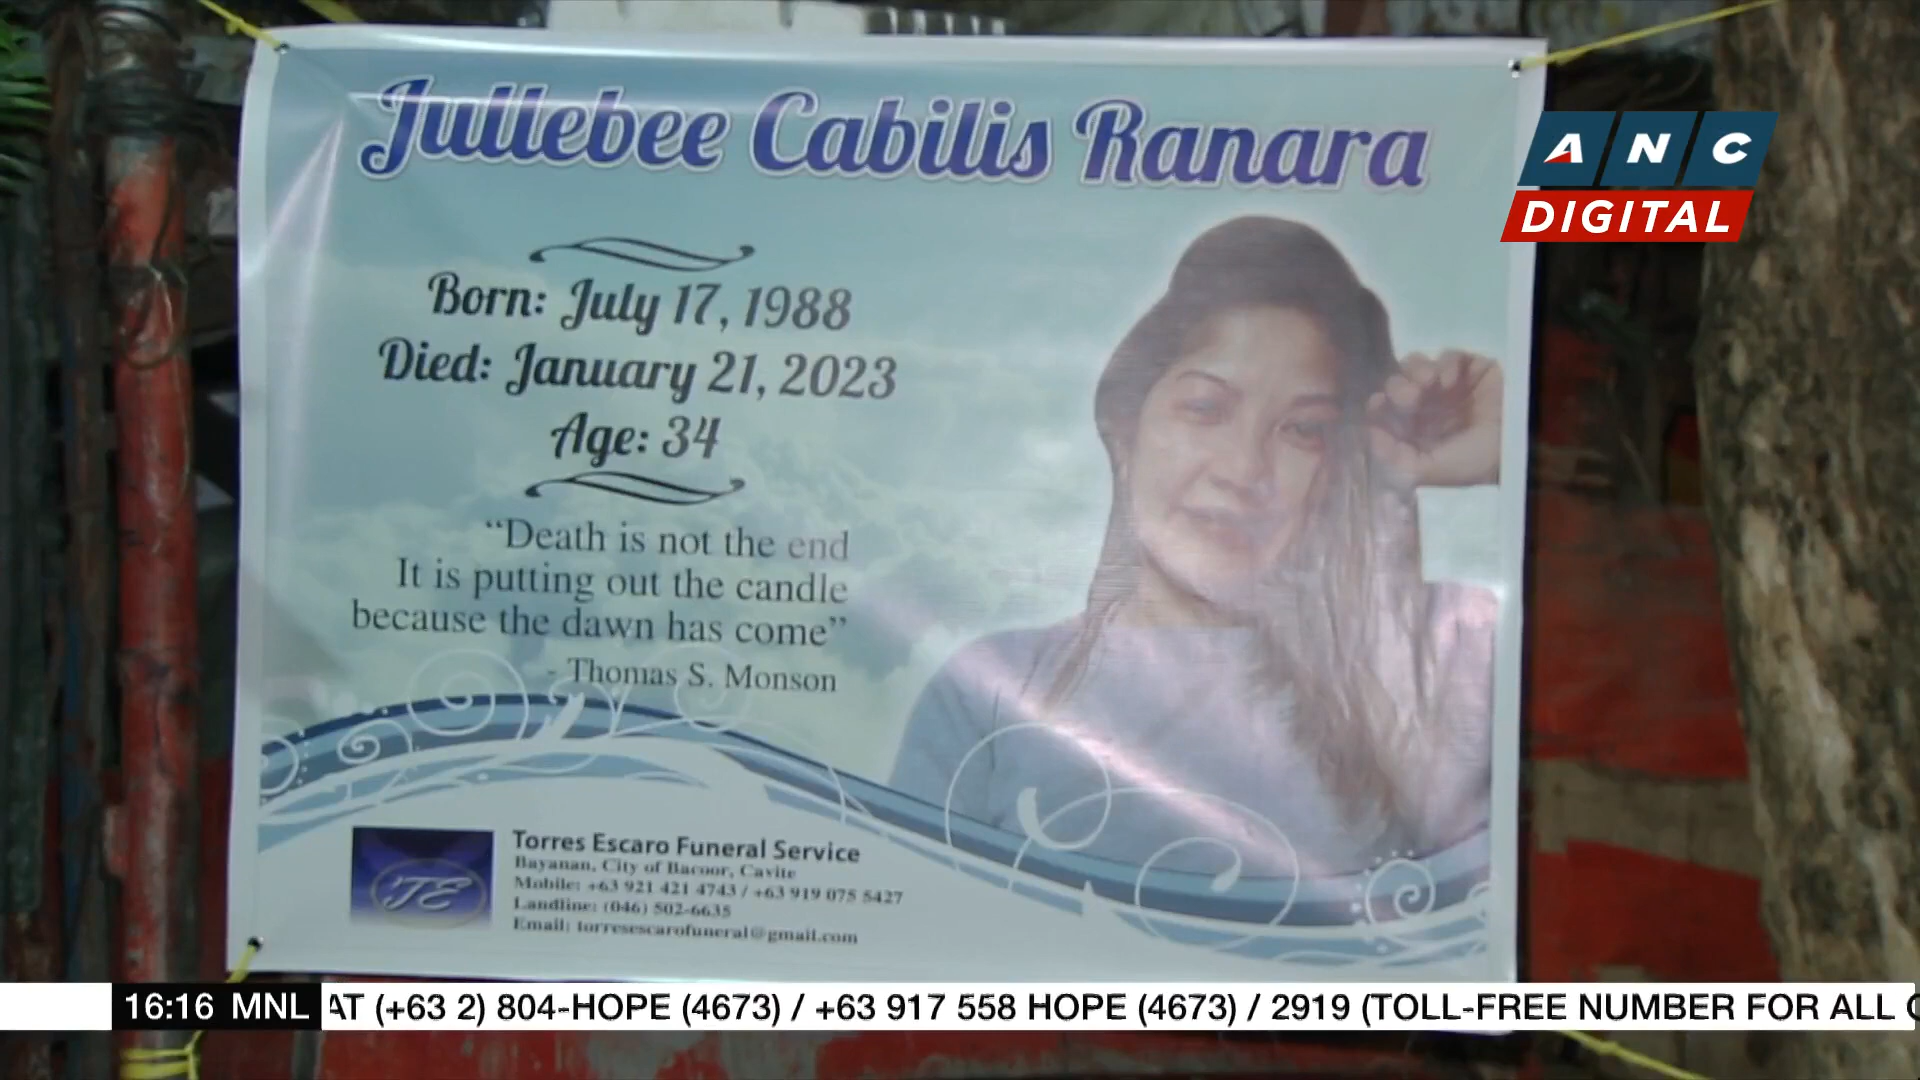 Jullebee Cabilis Ranara
ANC
DIGITAL
Born: July 17, 1988
Died: January 21, 2023
Age: 34
“Death is not the end
It is putting out the candle
because the dawn has come”
- Thomas S. Monson
TE
Torres Escaro Funeral Service
Bayanan, City of Bacoor, Cavite
Mobile: +63 921 421 4743 / +63 919 075 5427
Landline: (046) 502-6635
Email: torresescarofuneral@gmail.com
16:16 MNL AT (+63 2) 804-HOPE (4673) / +63 917 558 HOPE (4673) / 2919 (TOLL-FREE NUMBER FOR ALL